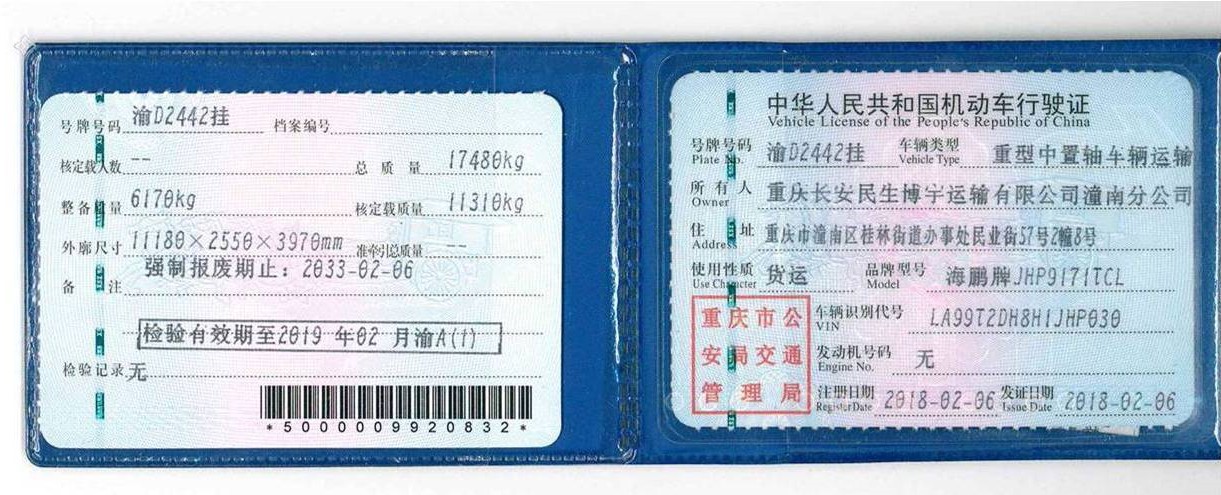 号牌号码 渝D2442挂 档案编号
核定载人数 -- 总质量 17480kg
整备质量 6170kg 核定载质量 11310kg
外廓尺寸 11180×2550×3970mm 准牵引总质量 --
强制报废期止：2033-02-06
备注
检验有效期至2019 年02 月渝A(1)
检验记录 无
*5000009920832*
中华人民共和国机动车行驶证
Vehicle License of the People's Republic of China
号牌号码 渝D2442挂 车辆类型 重型中置轴车辆运输
Plate No. Vehicle Type
所有人 重庆长安民生博宇运输有限公司潼南分公司
Owner
住址 重庆市潼南区桂林街道办事处民业街57号2幢8号
Address
使用性质 货运 品牌型号 海鹏牌JHP9171TCL
Use Character Model
重庆市公
安局交通
管理局
车辆识别代号 LA99T2DH8H1JHP030
VIN
发动机号码 无
Engine No.
注册日期 2018-02-06 发证日期 2018-02-06
Register Date Issue Date